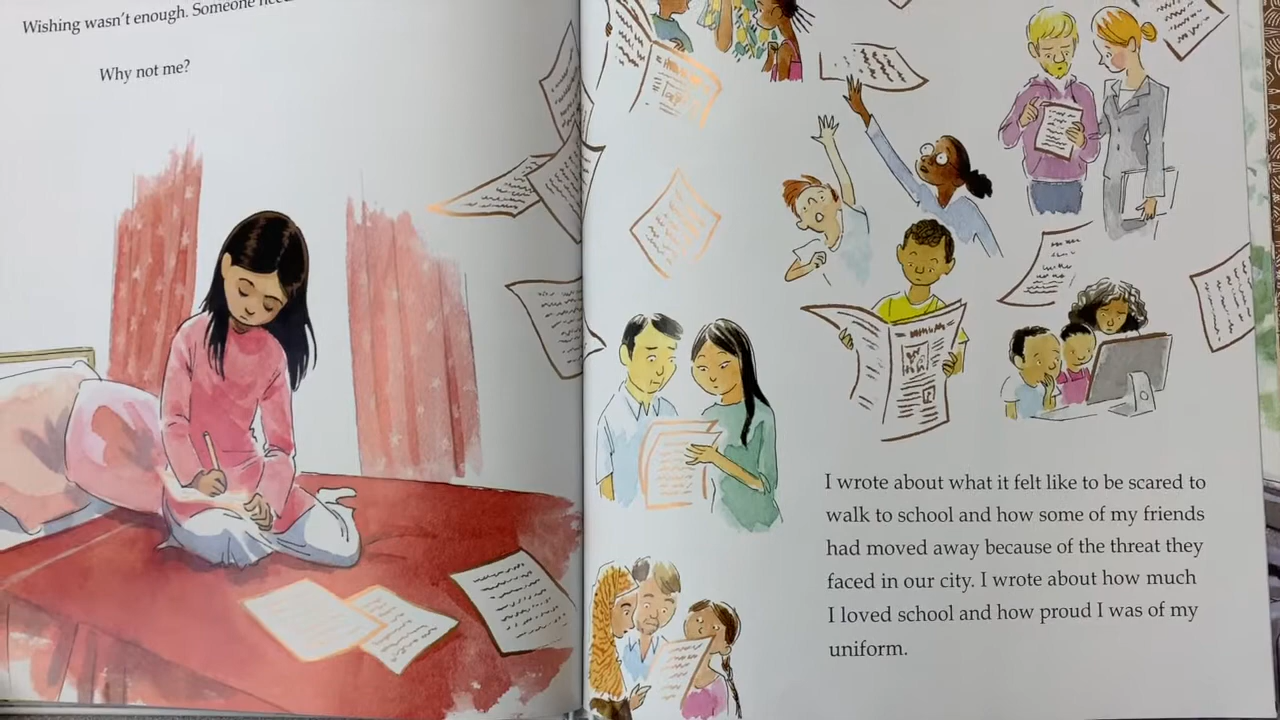 Wishing wasn't enough. Someone
Why not me?
I wrote about what it felt like to be scared to
walk to school and how some of my friends
had moved away because of the threat they
faced in our city. I wrote about how much
I loved school and how proud I was of my
uniform.